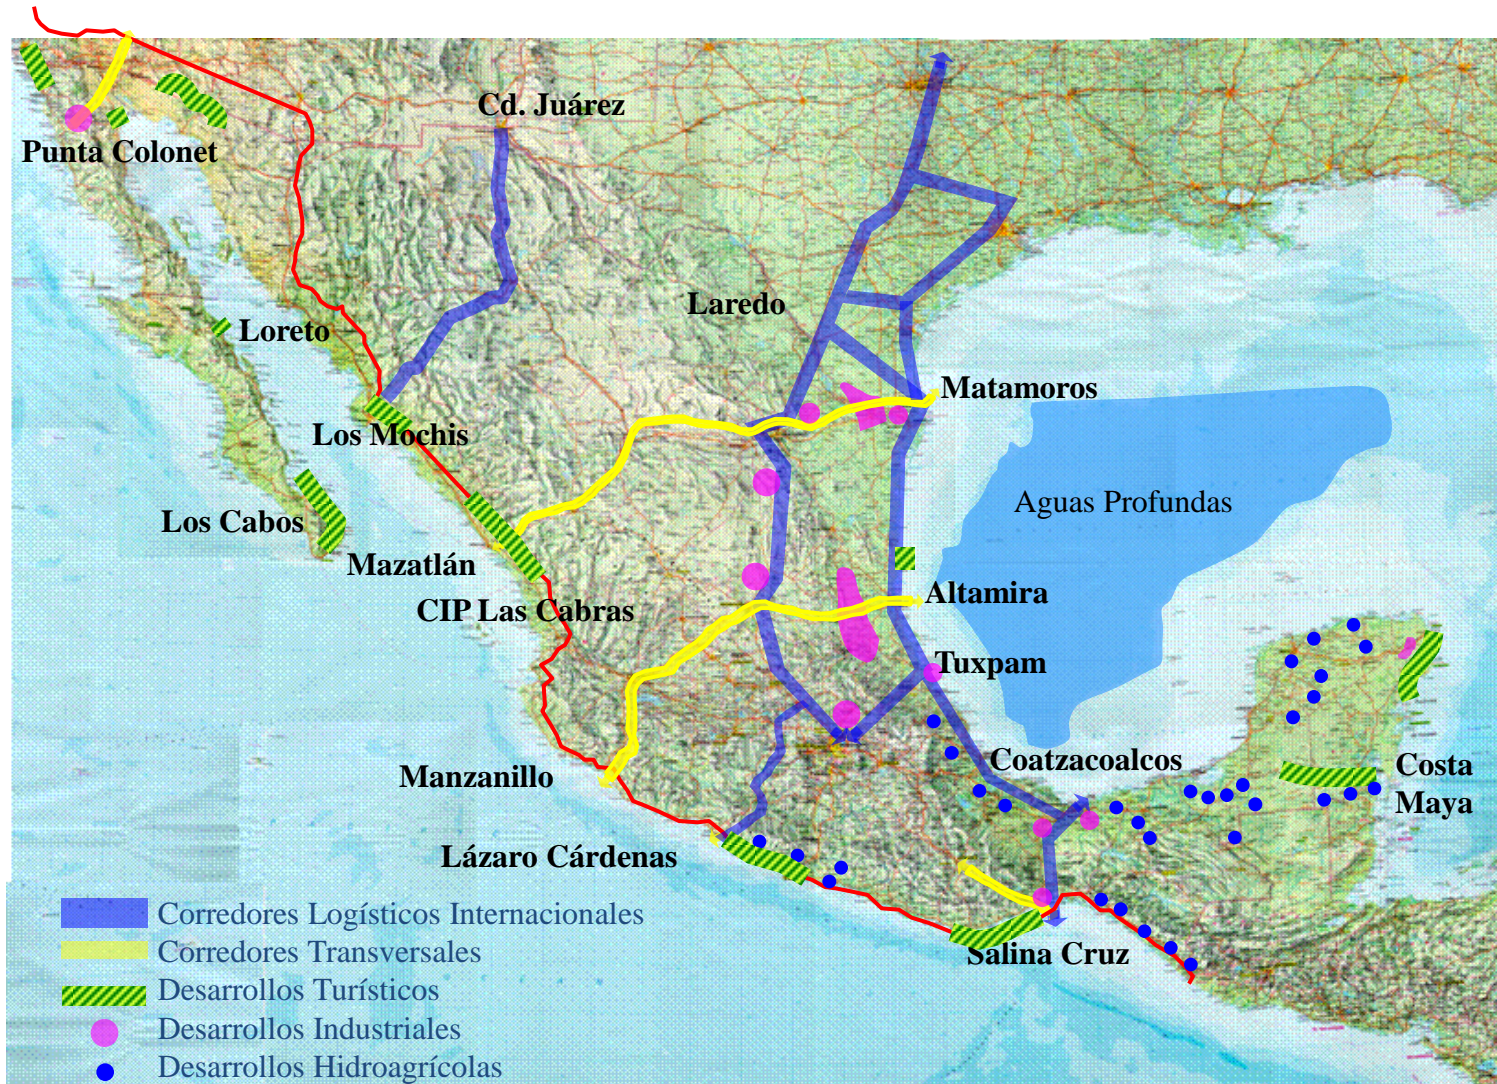 Cd. Juárez
Punta Colonet
Laredo
Loreto
Matamoros
Los Mochis
Aguas Profundas
Los Cabos
Mazatlán
Altamira
CIP Las Cabras
Tuxpam
Coatzacoalcos
Costa
Maya
Manzanillo
Lázaro Cárdenas
Salina Cruz
Corredores Logísticos Internacionales
Corredores Transversales
Desarrollos Turísticos
Desarrollos Industriales
Desarrollos Hidroagrícolas